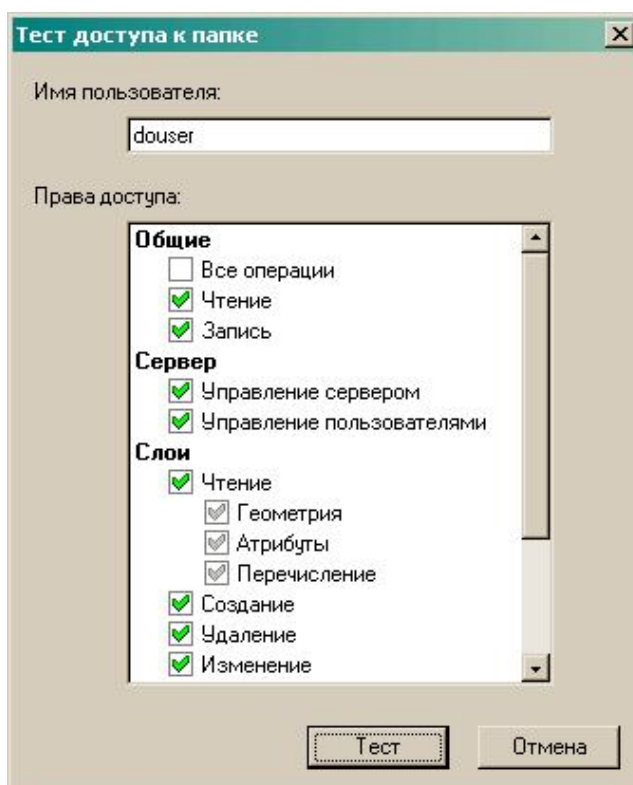 Тест доступа к папке
Имя пользователя:
douser
Права доступа:
Общие
Все операции
Чтение
Запись
Сервер
Управление сервером
Управление пользователями
Слои
Чтение
Геометрия
Атрибуты
Перечисление
Создание
Удаление
Изменение
Тест
Отмена